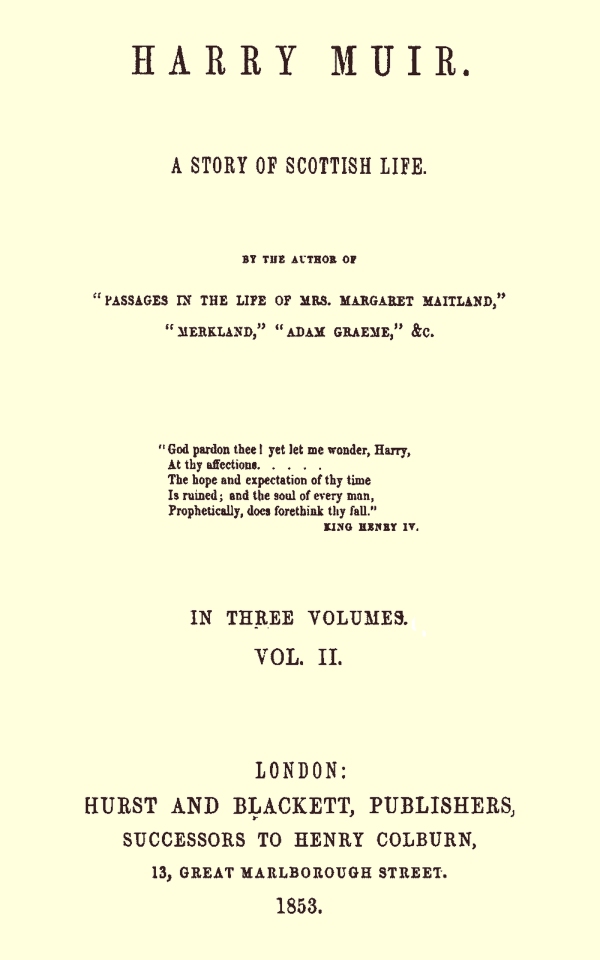 HARRY MUIR.
A STORY OF SCOTTISH LIFE.
BY THE AUTHOR OF
“PASSAGES IN THE LIFE OF MRS. MARGARET MAITLAND,”
“MERKLAND,” “ADAM GRAEME,” &C.
“God pardon thee! yet let me wonder, Harry,
At thy affections. . . . .
The hope and expectation of thy time
Is ruined; and the soul of every man,
Prophetically, does forethink thy fall.”
KING HENRY IV.
IN THREE VOLUMES.
VOL. II.
LONDON:
HURST AND BLACKETT, PUBLISHERS,
SUCCESSORS TO HENRY COLBURN,
13, GREAT MARLBOROUGH STREET.
1853.